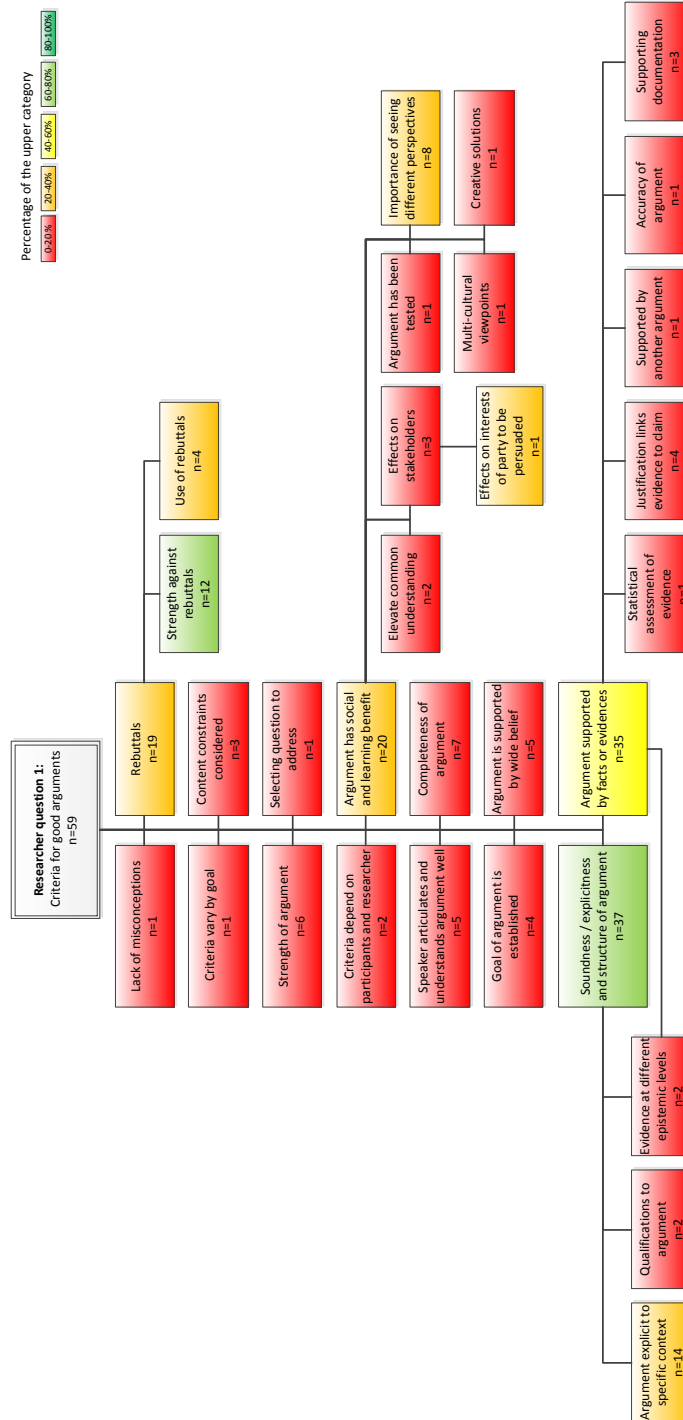 Percentage of the upper category
0-20%
20-40%
40-60%
60-80%
80-100%
Researcher question 1:
Criteria for good arguments
n=59
Lack of misconceptions
n=1
Rebuttals
n=19
Strength against
rebuttals
n=12
Use of rebuttals
n=4
Criteria vary by goal
n=1
Content constraints
considered
n=3
Strength of argument
n=6
Selecting question to
address
n=1
Criteria depend on
participants and researcher
n=2
Argument has social
and learning benefit
n=20
Elevate common
understanding
n=2
Effects on
stakeholders
n=3
Effects on interests
of party to be
persuaded
n=1
Argument has been
tested
n=1
Importance of seeing
different perspectives
n=8
Multi-cultural
viewpoints
n=1
Creative solutions
n=1
Speaker articulates and
understands argument well
n=5
Completeness of
argument
n=7
Goal of argument is
established
n=4
Argument is supported
by wide belief
n=5
Soundness / explicitness
and structure of argument
n=37
Argument supported
by facts or evidences
n=35
Argument explicit to
specific context
n=14
Qualifications to
argument
n=2
Evidence at different
epistemic levels
n=2
Statistical
assessment of
evidence
n=1
Justification links
evidence to claim
n=4
Supported by
another argument
n=1
Accuracy of
argument
n=1
Supporting
documentation
n=3